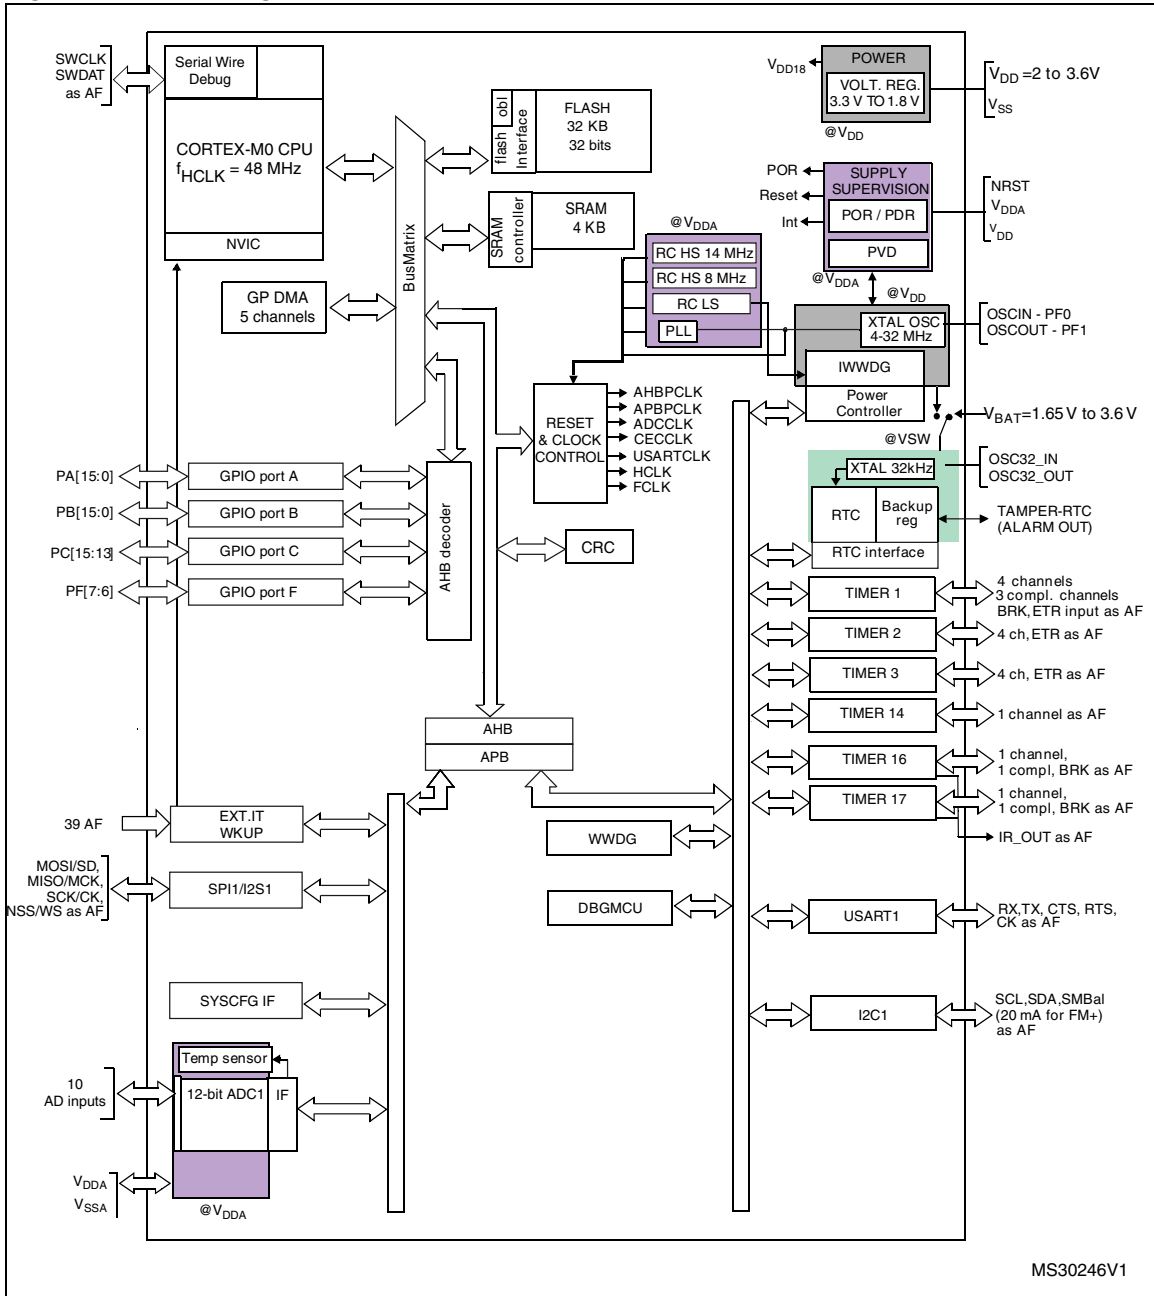 SWCLK
SWDAT
as AF
Serial Wire
Debug
CORTEX-M0 CPU
fHCLK = 48 MHz
NVIC
GP DMA
5 channels
BusMatrix
flash
obl
Interface
FLASH
32 KB
32 bits
SRAM
controller
SRAM
4 KB
VDD18
POWER
VOLT. REG.
3.3 V TO 1.8 V
@VDD
VDD =2 to 3.6V
VSS
POR
Reset
Int
SUPPLY
SUPERVISION
POR / PDR
PVD
@VDDA
@VDD
NRST
VDDA
VDD
@VDDA
RC HS 14 MHz
RC HS 8 MHz
RC LS
PLL
XTAL OSC
4-32 MHz
IWWDG
Power
Controller
OSCIN - PF0
OSCOUT - PF1
VBAT=1.65 V to 3.6 V
@VSW
RESET
& CLOCK
CONTROL
AHBPCLK
APBPCLK
ADCCLK
CECCLK
USARTCLK
HCLK
FCLK
XTAL 32kHz
RTC
Backup
reg
RTC interface
OSC32_IN
OSC32_OUT
TAMPER-RTC
(ALARM OUT)
PA[15:0]
GPIO port A
PB[15:0]
GPIO port B
PC[15:13]
GPIO port C
PF[7:6]
GPIO port F
AHB decoder
CRC
TIMER 1
4 channels
3 compl. channels
BRK,ETR input as AF
TIMER 2
4 ch,ETR as AF
TIMER 3
4 ch, ETR as AF
TIMER 14
1 channel as AF
TIMER 16
1 channel,
1 compl, BRK as AF
TIMER 17
1 channel,
1 compl, BRK as AF
IR_OUT as AF
AHB
APB
39 AF
EXT.IT
WKUP
WWDG
MOSI/SD,
MISO/MCK,
SCK/CK,
NSS/WS as AF
SPI1/I2S1
DBGMCU
USART1
RX,TX, CTS, RTS,
CK as AF
SYSCFG IF
I2C1
SCL,SDA,SMBal
(20 mA for FM+)
as AF
Temp sensor
10
AD inputs
12-bit ADC1
IF
VDDA
VSSA
@VDDA
MS30246V1